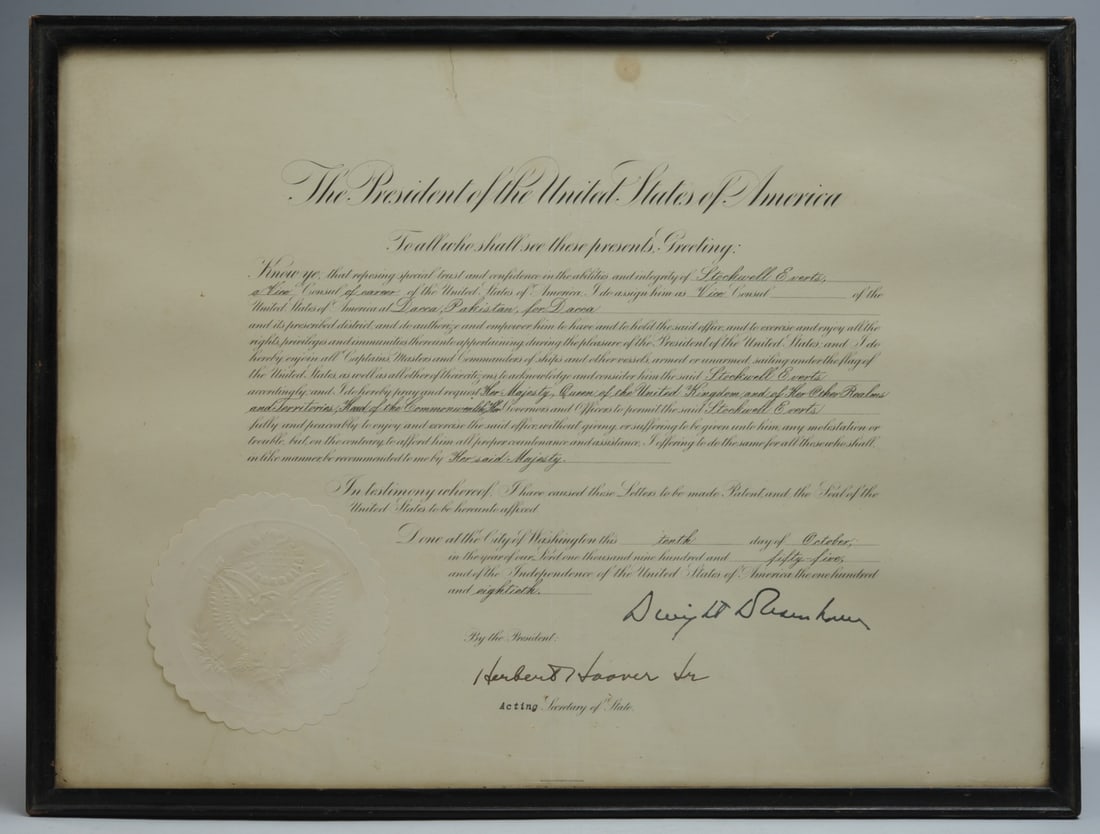 The President of the United States of America
To all who shall see these presents, Greeting:
Know ye, that reposing special trust and confidence in the abilities and integrity of Stockwell Everts,
a Vice Consul of career of the United States of America, I do assign him as Vice Consul of the
United States of America at Dacca, Pakistan, for Dacca
and its prescribed district, and do authorize and empower him to have and to hold the said office, and to exercise and enjoy all the
rights, privileges and immunities thereunto appertaining, during the pleasure of the President of the United States; and I do
hereby enjoin all Captains, Masters and Commanders of ships and other vessels, armed or unarmed, sailing under the flag of
the United States, as well as all other of their citizens, to acknowledge and consider him the said Stockwell Everts
accordingly; and I do hereby pray and request Her Majesty, Queen of the United Kingdom and of Her Other Realms
and Territories, Head of the Commonwealth, Her Governors and Officers to permit the said Stockwell Everts
fully and peaceably to enjoy and exercise the said office, without giving, or suffering to be given unto him, any molestation or
trouble, but, on the contrary, to afford him all proper countenance and assistance; I offering to do the same for all those who shall,
in like manner, be recommended to me by Her said Majesty.
In testimony whereof, I have caused these Letters to be made Patent, and the Seal of the
United States to be hereunto affixed.
Done at the City of Washington this tenth day of October,
in the year of our Lord one thousand nine hundred and fifty-five,
and of the Independence of the United States of America the one hundred
and eightieth.
Dwight D Eisenhower
By the President:
Herbert Hoover Jr
Acting Secretary of State.